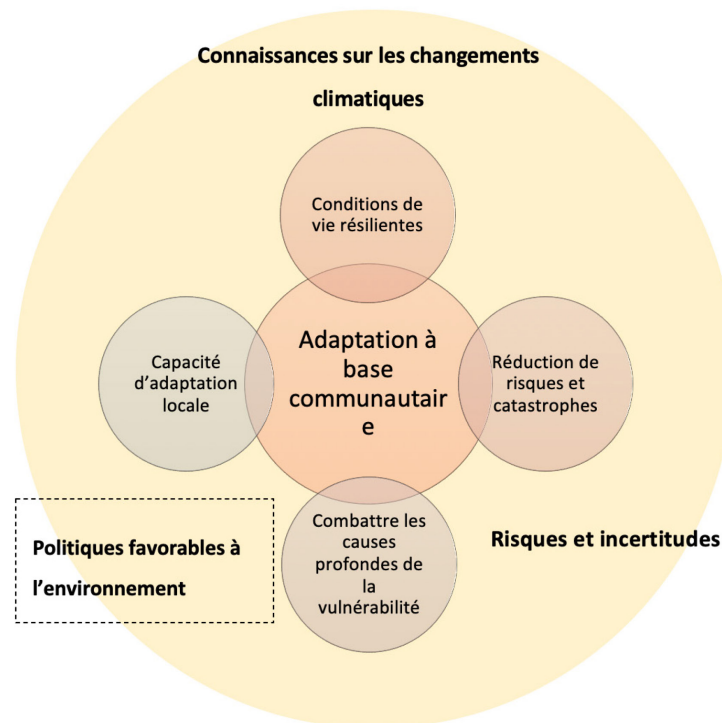 Connaissances sur les changements
climatiques
Conditions de
vie résilientes
Adaptation à
base
communautair
e
Capacité
d’adaptation
locale
Réduction de
risques et
catastrophes
Combattre les
causes
profondes de
la
vulnérabilité
Politiques favorables à
l’environnement
Risques et incertitudes